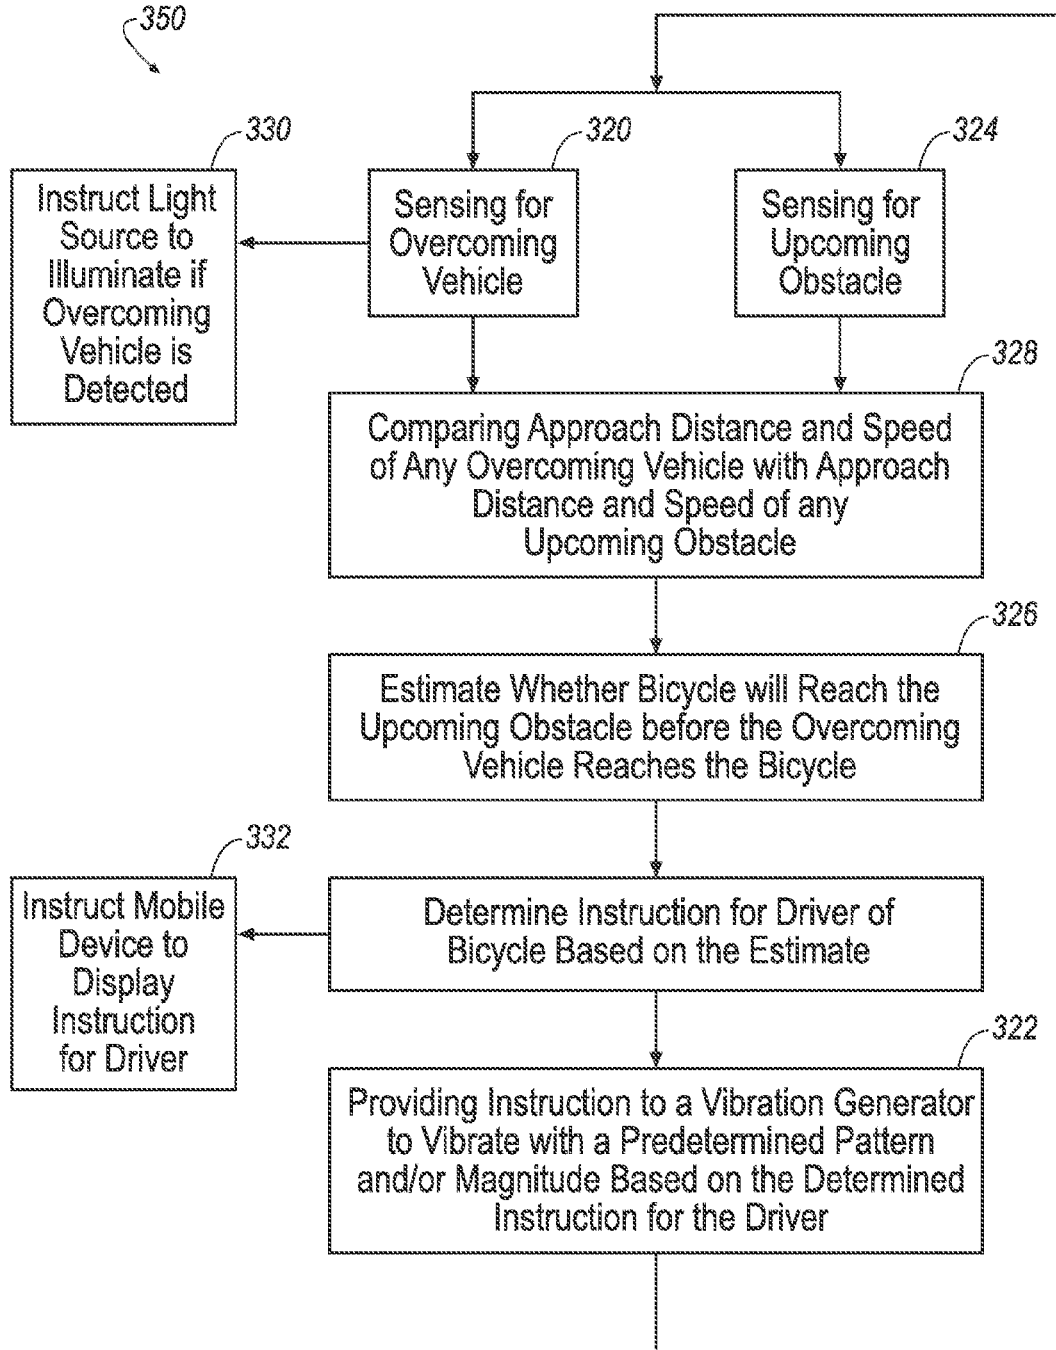 350
330
320
324
Instruct Light
Source to
Illuminate if
Overcoming
Vehicle is
Detected
Sensing for
Overcoming
Vehicle
Sensing for
Upcoming
Obstacle
328
Comparing Approach Distance and Speed
of Any Overcoming Vehicle with Approach
Distance and Speed of any
Upcoming Obstacle
326
Estimate Whether Bicycle will Reach the
Upcoming Obstacle before the Overcoming
Vehicle Reaches the Bicycle
332
Instruct Mobile
Device to
Display
Instruction
for Driver
Determine Instruction for Driver of
Bicycle Based on the Estimate
322
Providing Instruction to a Vibration Generator
to Vibrate with a Predetermined Pattern
and/or Magnitude Based on the Determined
Instruction for the Driver